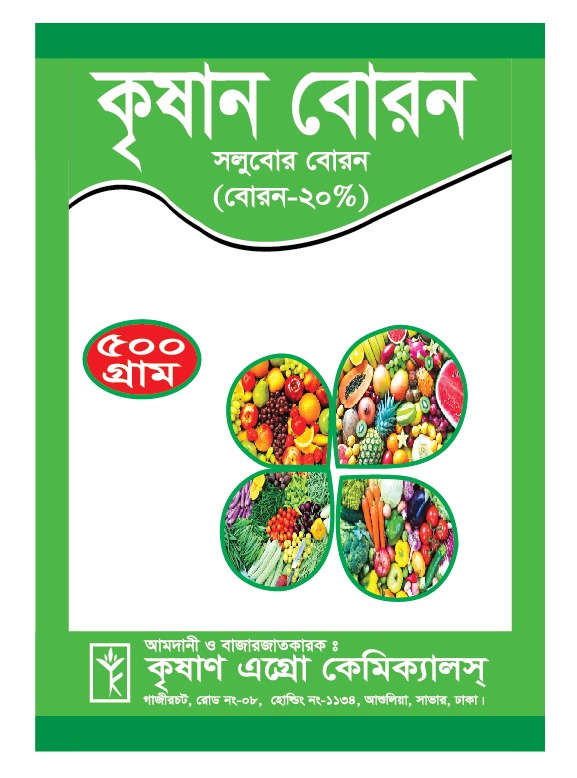 কৃষান বোরন
সলুবোর বোরন
(বোরন-২০%)
৫০০
গ্রাম
আমদানী ও বাজারজাতকারক ঃ
কৃষাণ এগ্রো কেমিক্যালস্
গাজীরচট, রোড নং-০৮, হোল্ডিং নং-১১৩৪, আশুলিয়া, সাভার, ঢাকা।